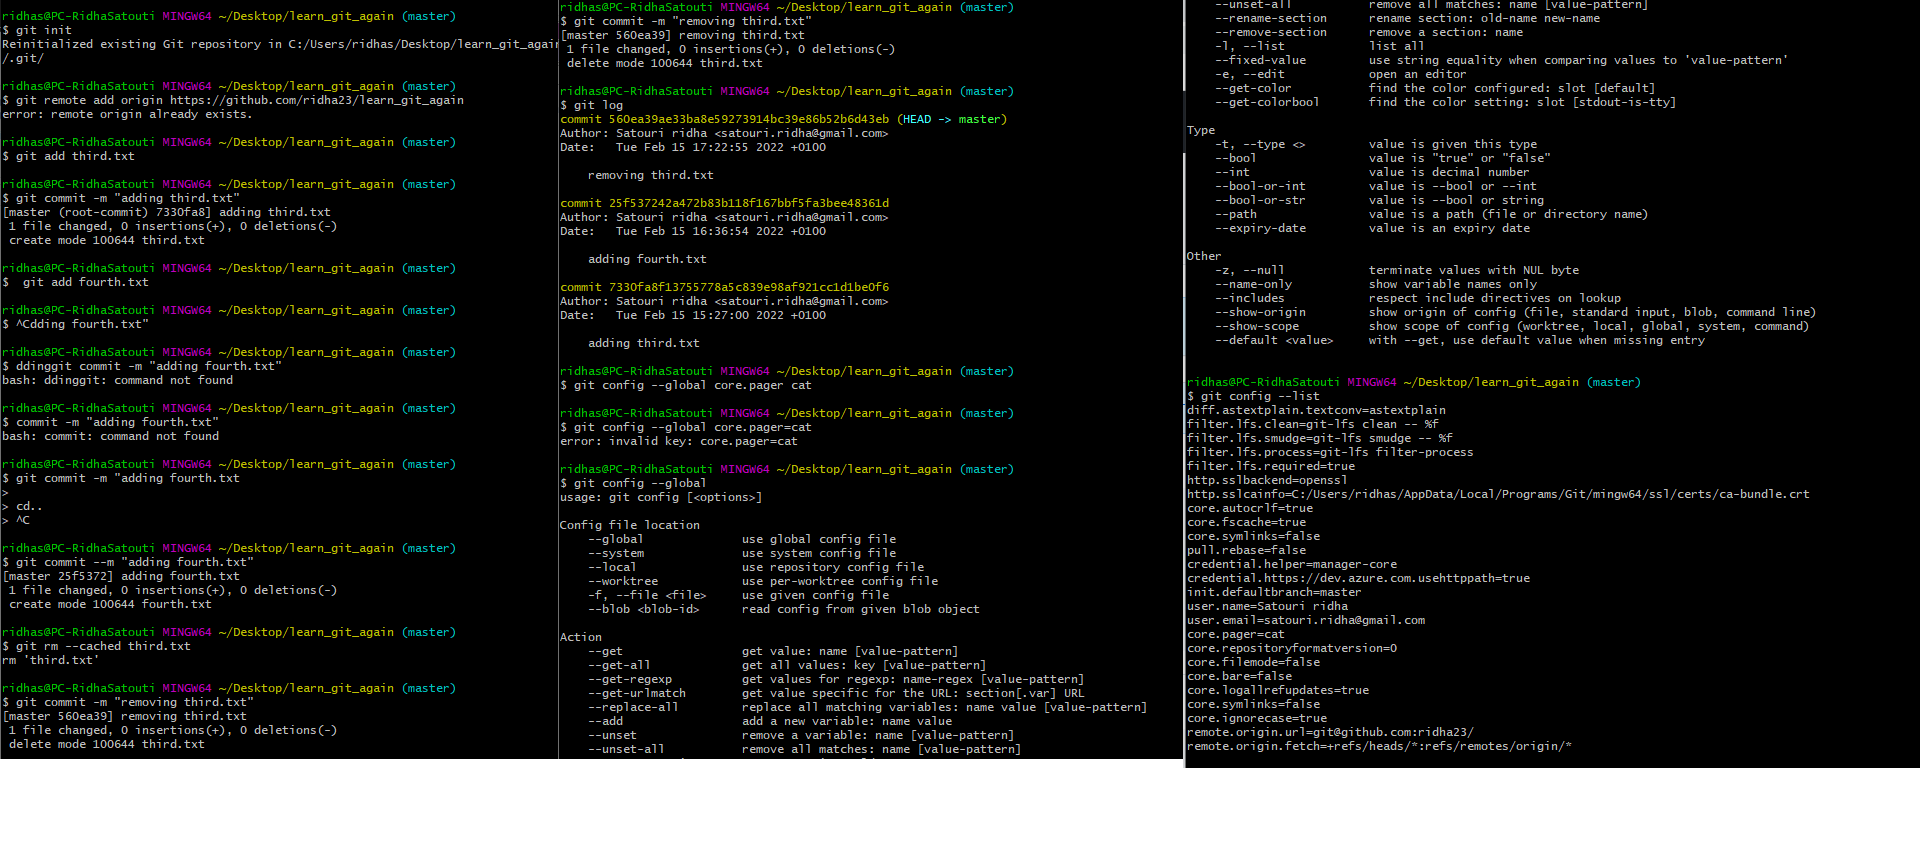 ridhas@PC-RidhaSatouti MINGW64 ~/Desktop/learn_git_again (master)
$ git init
Reinitialized existing Git repository in C:/Users/ridhas/Desktop/learn_git_again
/.git/

ridhas@PC-RidhaSatouti MINGW64 ~/Desktop/learn_git_again (master)
$ git remote add origin https://github.com/ridha23/learn_git_again
error: remote origin already exists.

ridhas@PC-RidhaSatouti MINGW64 ~/Desktop/learn_git_again (master)
$ git add third.txt

ridhas@PC-RidhaSatouti MINGW64 ~/Desktop/learn_git_again (master)
$ git commit -m "adding third.txt"
[master (root-commit) 7330fa8] adding third.txt
 1 file changed, 0 insertions(+), 0 deletions(-)
 create mode 100644 third.txt

ridhas@PC-RidhaSatouti MINGW64 ~/Desktop/learn_git_again (master)
$  git add fourth.txt

ridhas@PC-RidhaSatouti MINGW64 ~/Desktop/learn_git_again (master)
$ ^Cdding fourth.txt"

ridhas@PC-RidhaSatouti MINGW64 ~/Desktop/learn_git_again (master)
$ ddinggit commit -m "adding fourth.txt"
bash: ddinggit: command not found

ridhas@PC-RidhaSatouti MINGW64 ~/Desktop/learn_git_again (master)
$ commit -m "adding fourth.txt"
bash: commit: command not found

ridhas@PC-RidhaSatouti MINGW64 ~/Desktop/learn_git_again (master)
$ git commit -m "adding fourth.txt
>
> cd..
> ^C

ridhas@PC-RidhaSatouti MINGW64 ~/Desktop/learn_git_again (master)
$ git commit --m "adding fourth.txt"
[master 25f5372] adding fourth.txt
 1 file changed, 0 insertions(+), 0 deletions(-)
 create mode 100644 fourth.txt

ridhas@PC-RidhaSatouti MINGW64 ~/Desktop/learn_git_again (master)
$ git rm --cached third.txt
rm 'third.txt'

ridhas@PC-RidhaSatouti MINGW64 ~/Desktop/learn_git_again (master)
$ git commit -m "removing third.txt"
[master 560ea39] removing third.txt
 1 file changed, 0 insertions(+), 0 deletions(-)
 delete mode 100644 third.txt

ridhas@PC-RidhaSatouti MINGW64 ~/Desktop/learn_git_again (master)
$ git commit -m "removing third.txt"
[master 560ea39] removing third.txt
 1 file changed, 0 insertions(+), 0 deletions(-)
 delete mode 100644 third.txt

ridhas@PC-RidhaSatouti MINGW64 ~/Desktop/learn_git_again (master)
$ git log
commit 560ea39ae33ba8e59273914bc39e86b52b6d43eb (HEAD -> master)
Author: Satouri ridha <satouri.ridha@gmail.com>
Date:   Tue Feb 15 17:22:55 2022 +0100

    removing third.txt

commit 25f537242a472b83b118f167bbf5fa3bee48361d
Author: Satouri ridha <satouri.ridha@gmail.com>
Date:   Tue Feb 15 16:36:54 2022 +0100

    adding fourth.txt

commit 7330fa8f13755778a5c839e98af921cc1d1be0f6
Author: Satouri ridha <satouri.ridha@gmail.com>
Date:   Tue Feb 15 15:27:00 2022 +0100

    adding third.txt

ridhas@PC-RidhaSatouti MINGW64 ~/Desktop/learn_git_again (master)
$ git config --global core.pager cat

ridhas@PC-RidhaSatouti MINGW64 ~/Desktop/learn_git_again (master)
$ git config --global core.pager=cat
error: invalid key: core.pager=cat

ridhas@PC-RidhaSatouti MINGW64 ~/Desktop/learn_git_again (master)
$ git config --global
usage: git config [<options>]

Config file location
    --global              use global config file
    --system              use system config file
    --local               use repository config file
    --worktree            use per-worktree config file
    -f, --file <file>     use given config file
    --blob <blob-id>      read config from given blob object

Action
    --get                 get value: name [value-pattern]
    --get-all             get all values: key [value-pattern]
    --get-regexp          get values for regexp: name-regex [value-pattern]
    --get-urlmatch        get value specific for the URL: section[.var] URL
    --replace-all         replace all matching variables: name value [value-pattern]
    --add                 add a new variable: name value
    --unset               remove a variable: name [value-pattern]
    --unset-all           remove all matches: name [value-pattern]

    --unset-all           remove all matches: name [value-pattern]
    --rename-section      rename section: old-name new-name
    --remove-section      remove a section: name
    -l, --list            list all
    --fixed-value         use string equality when comparing values to 'value-pattern'
    -e, --edit            open an editor
    --get-color           find the color configured: slot [default]
    --get-colorbool       find the color setting: slot [stdout-is-tty]

Type
    -t, --type <>         value is given this type
    --bool                value is "true" or "false"
    --int                 value is decimal number
    --bool-or-int         value is --bool or --int
    --bool-or-str         value is --bool or string
    --path                value is a path (file or directory name)
    --expiry-date         value is an expiry date

Other
    -z, --null            terminate values with NUL byte
    --name-only           show variable names only
    --includes            respect include directives on lookup
    --show-origin         show origin of config (file, standard input, blob, command line)
    --show-scope          show scope of config (worktree, local, global, system, command)
    --default <value>     with --get, use default value when missing entry

ridhas@PC-RidhaSatouti MINGW64 ~/Desktop/learn_git_again (master)
$ git config --list
diff.astextplain.textconv=astextplain
filter.lfs.clean=git-lfs clean -- %f
filter.lfs.smudge=git-lfs smudge -- %f
filter.lfs.process=git-lfs filter-process
filter.lfs.required=true
http.sslbackend=openssl
http.sslcainfo=C:/Users/ridhas/AppData/Local/Programs/Git/mingw64/ssl/certs/ca-bundle.crt
core.autocrlf=true
core.fscache=true
core.symlinks=false
pull.rebase=false
credential.helper=manager-core
credential.https://dev.azure.com.usehttppath=true
init.defaultbranch=master
user.name=Satouri ridha
user.email=satouri.ridha@gmail.com
core.pager=cat
core.repositoryformatversion=0
core.filemode=false
core.bare=false
core.logallrefupdates=true
core.symlinks=false
core.ignorecase=true
remote.origin.url=git@github.com:ridha23/
remote.origin.fetch=+refs/heads/*:refs/remotes/origin/*